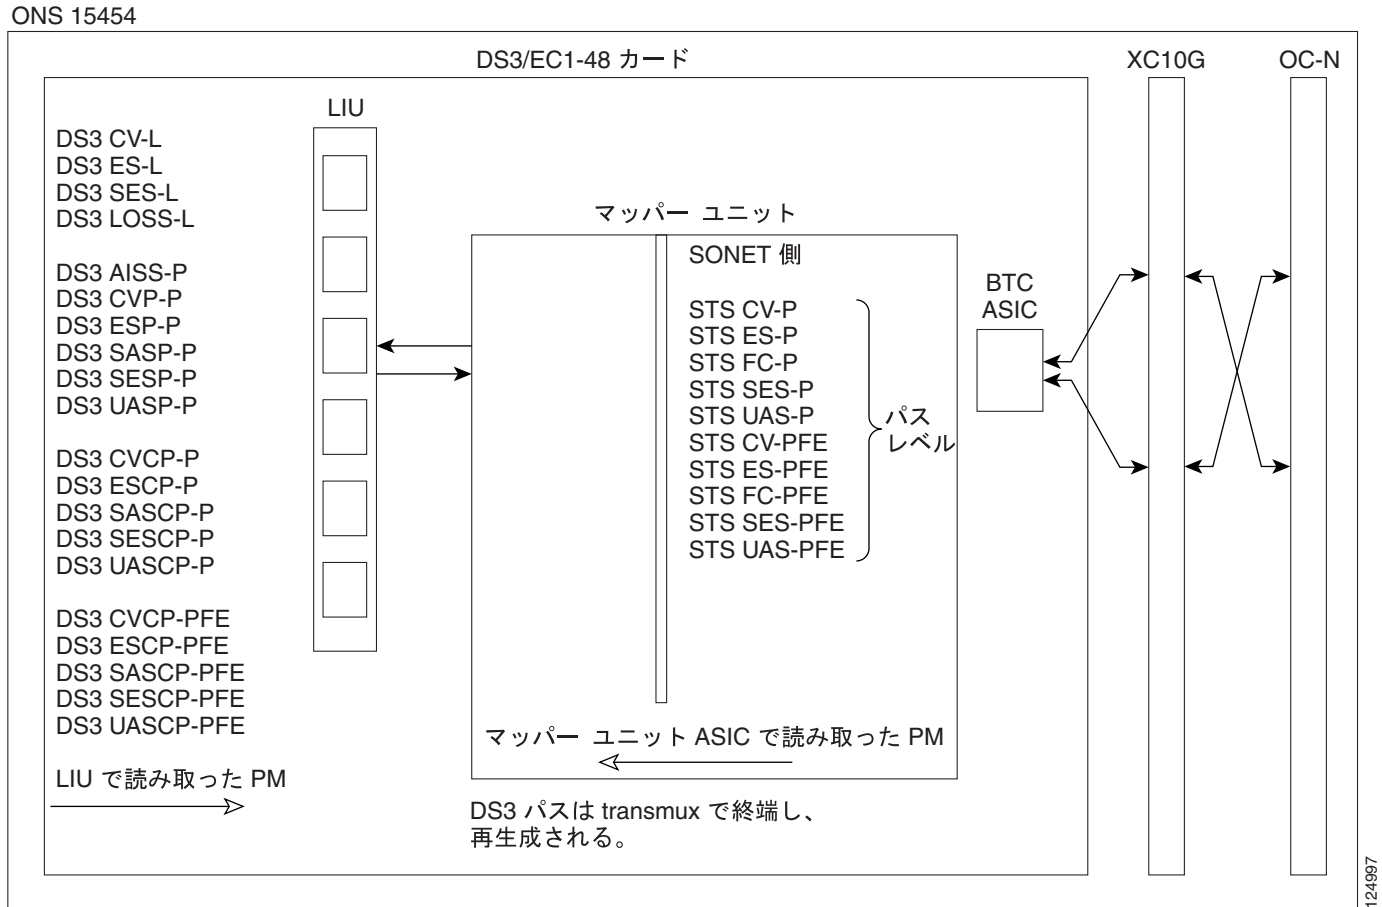 ONS 15454
DS3/EC1-48 カード
XC10G
OC-N
LIU
DS3 CV-L
DS3 ES-L
DS3 SES-L
DS3 LOSS-L
DS3 AISS-P
DS3 CVP-P
DS3 ESP-P
DS3 SASP-P
DS3 SESP-P
DS3 UASP-P
DS3 CVCP-P
DS3 ESCP-P
DS3 SASCP-P
DS3 SESCP-P
DS3 UASCP-P
DS3 CVCP-PFE
DS3 ESCP-PFE
DS3 SASCP-PFE
DS3 SESCP-PFE
DS3 UASCP-PFE
LIU で読み取った PM
マッパー ユニット
SONET 側
STS CV-P
STS ES-P
STS FC-P
STS SES-P
STS UAS-P
STS CV-PFE
STS ES-PFE
STS FC-PFE
STS SES-PFE
STS UAS-PFE
パス
レベル
マッパー ユニット ASIC で読み取った PM
DS3 パスは transmux で終端し、
再生成される。
BTC
ASIC
124997